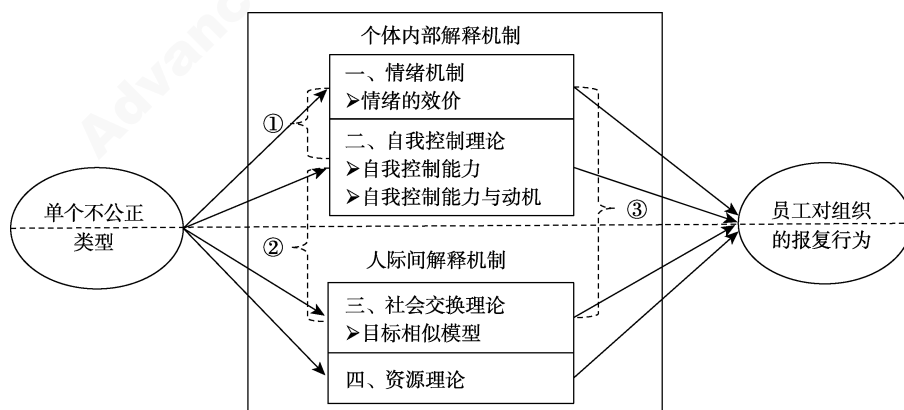 Advanc
个体内部解释机制
一、情绪机制
➢情绪的效价
①
二、自我控制理论
➢自我控制能力
➢自我控制能力与动机
单个不公正
类型
②
③
员工对组织
的报复行为
人际间解释机制
三、社会交换理论
➢目标相似模型
四、资源理论